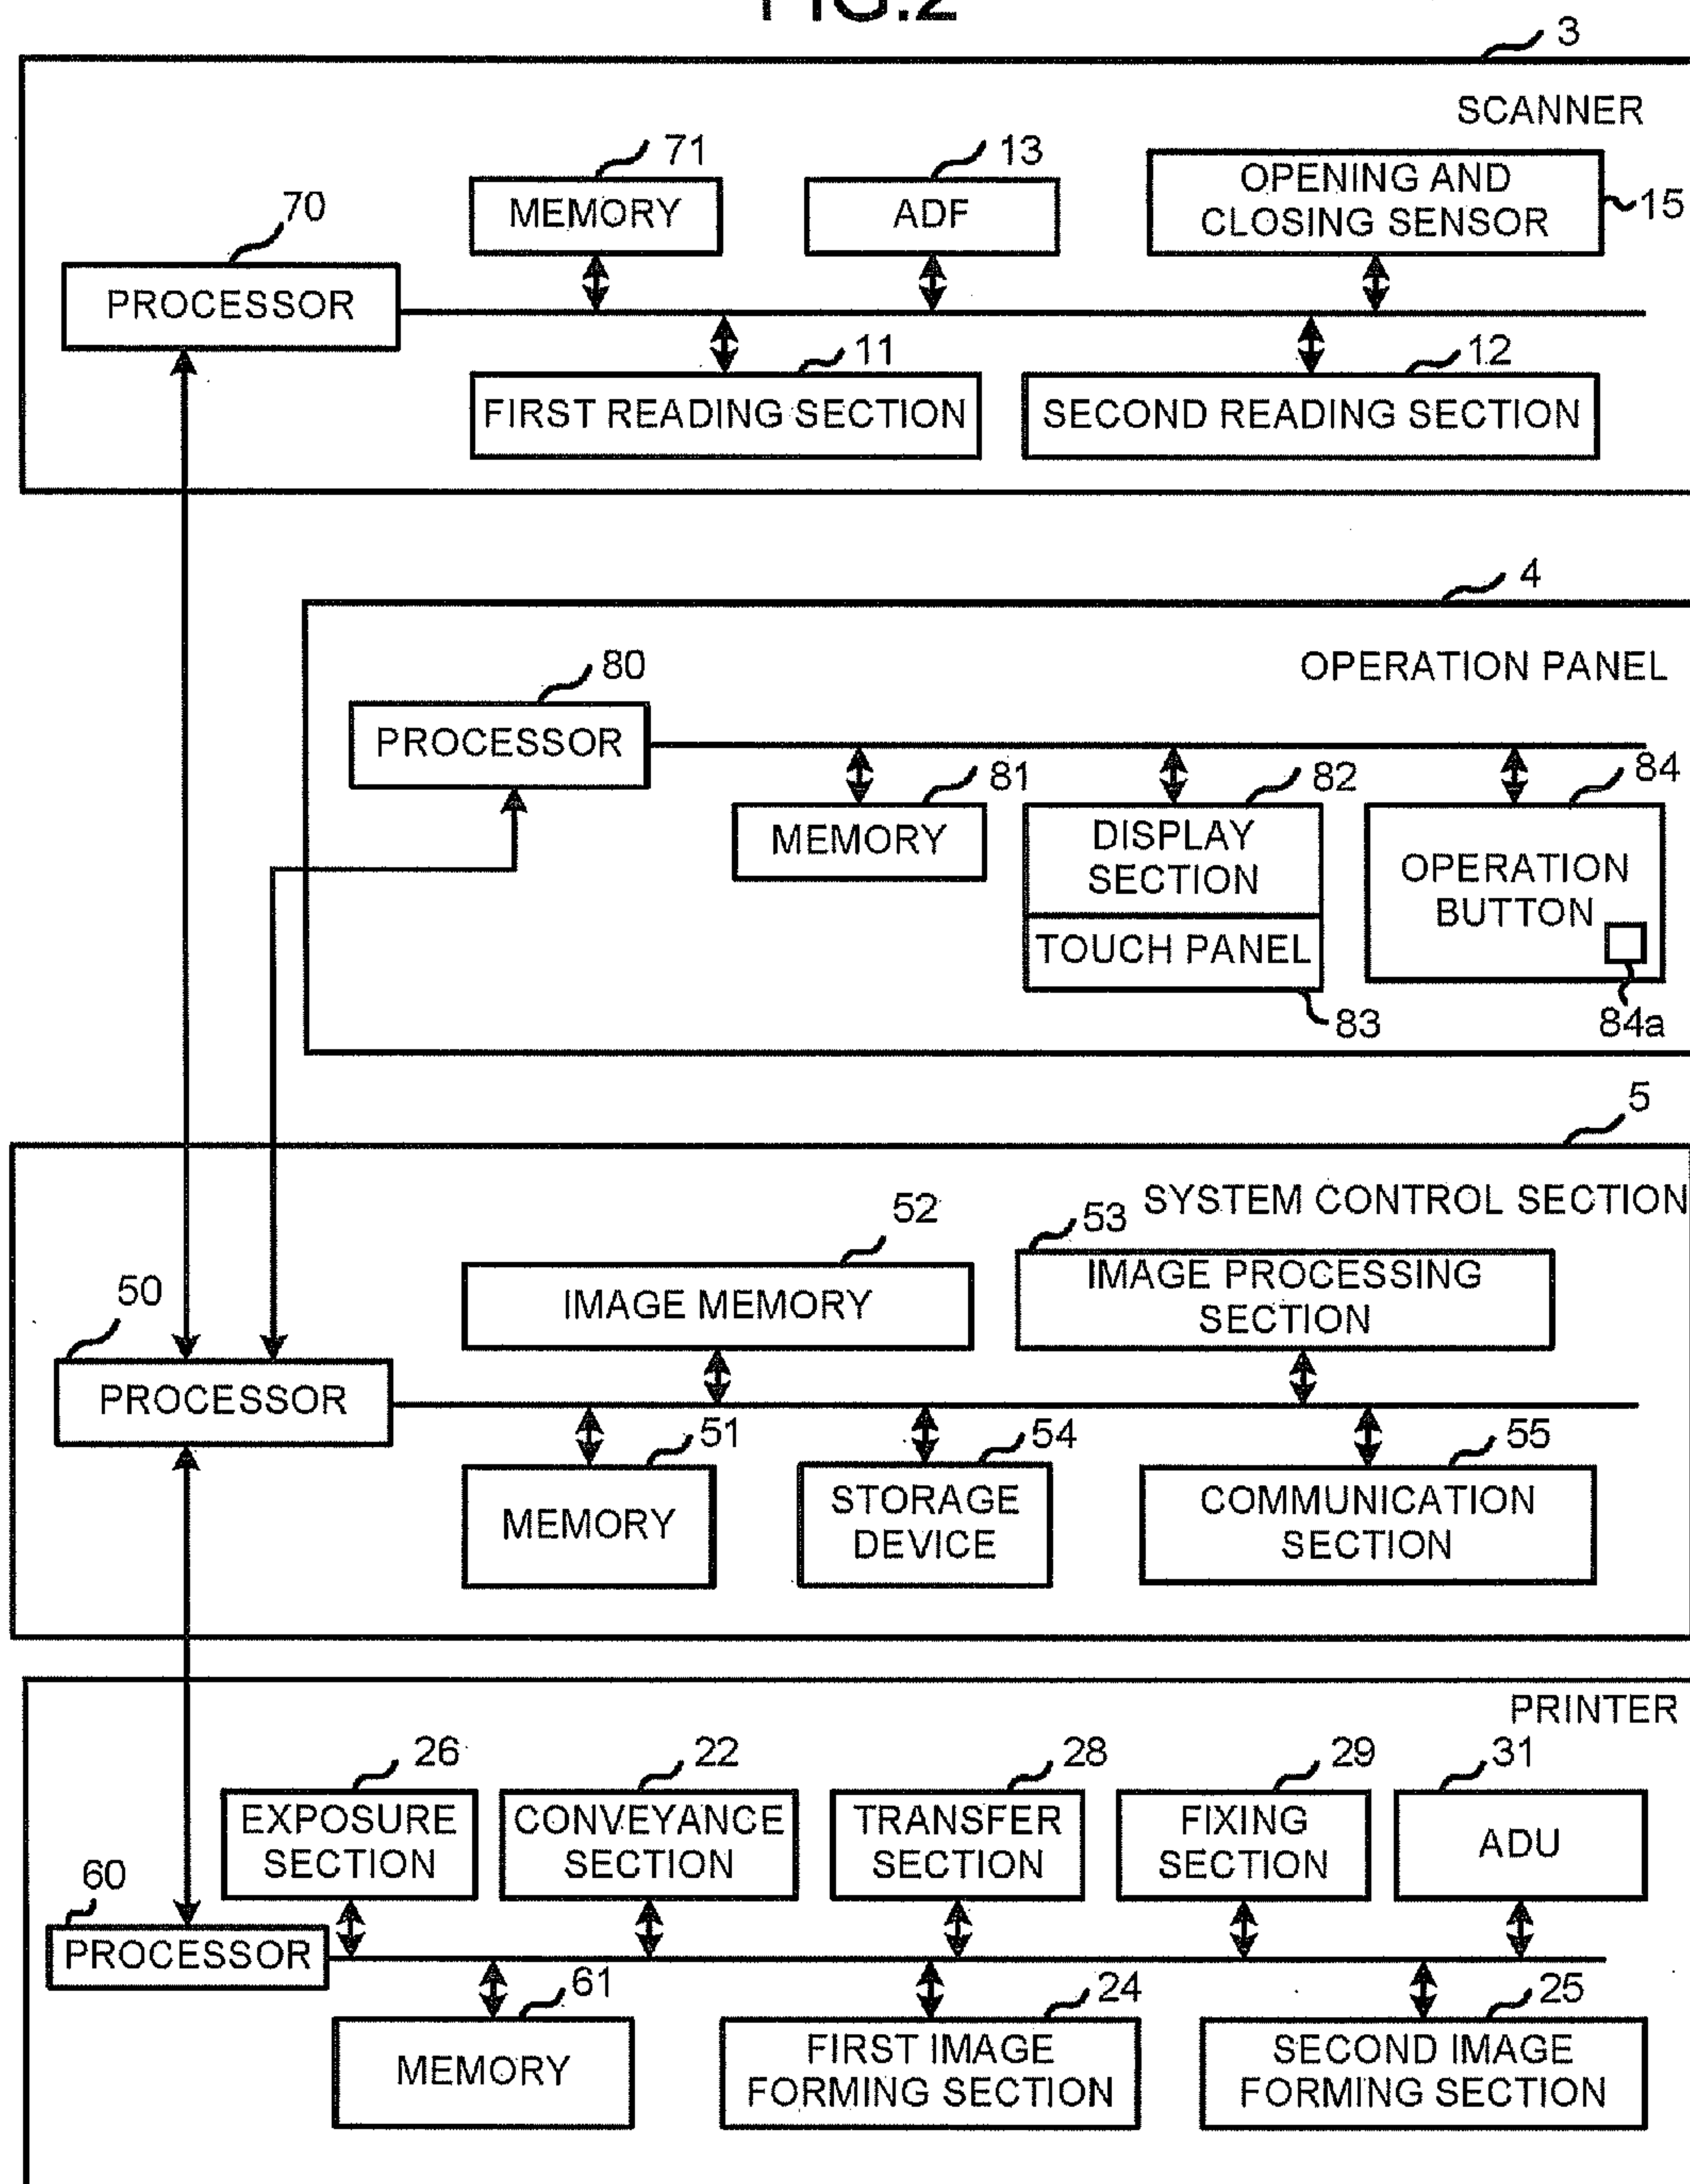 FIG.2
3
SCANNER
71
13
OPENING AND
CLOSING SENSOR
15
70
MEMORY
ADF
PROCESSOR
11
12
FIRST READING SECTION
SECOND READING SECTION
4
OPERATION PANEL
80
PROCESSOR
81
82
84
MEMORY
DISPLAY
SECTION
TOUCH PANEL
83
OPERATION
BUTTON
84a
5
SYSTEM CONTROL SECTION
52
53
IMAGE MEMORY
IMAGE PROCESSING
SECTION
50
PROCESSOR
51
54
55
MEMORY
STORAGE
DEVICE
COMMUNICATION
SECTION
PRINTER
26
22
28
29
31
EXPOSURE
SECTION
CONVEYANCE
SECTION
TRANSFER
SECTION
FIXING
SECTION
ADU
60
PROCESSOR
61
24
25
MEMORY
FIRST IMAGE
FORMING SECTION
SECOND IMAGE
FORMING SECTION